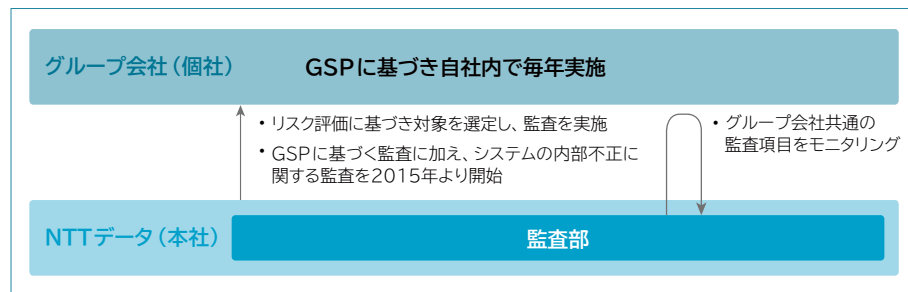 グループ会社（個社）
GSPに基づき自社内で毎年実施
・リスク評価に基づき対象を選定し、監査を実施
・GSPに基づく監査に加え、システムの内部不正に
関する監査を2015年より開始
・グループ会社共通の
監査項目をモニタリング
NTTデータ（本社）
監査部